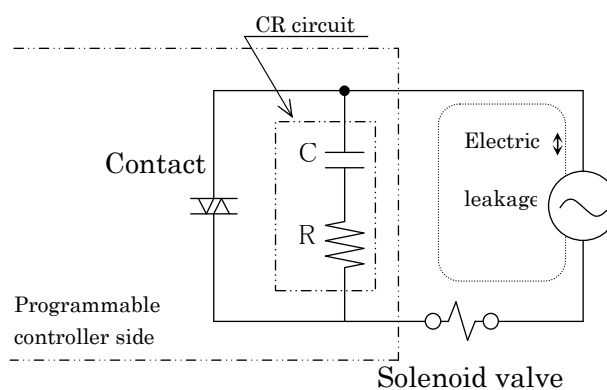 CR circuit
Contact
C
R
Electric
leakage
Programmable
controller side
Solenoid valve